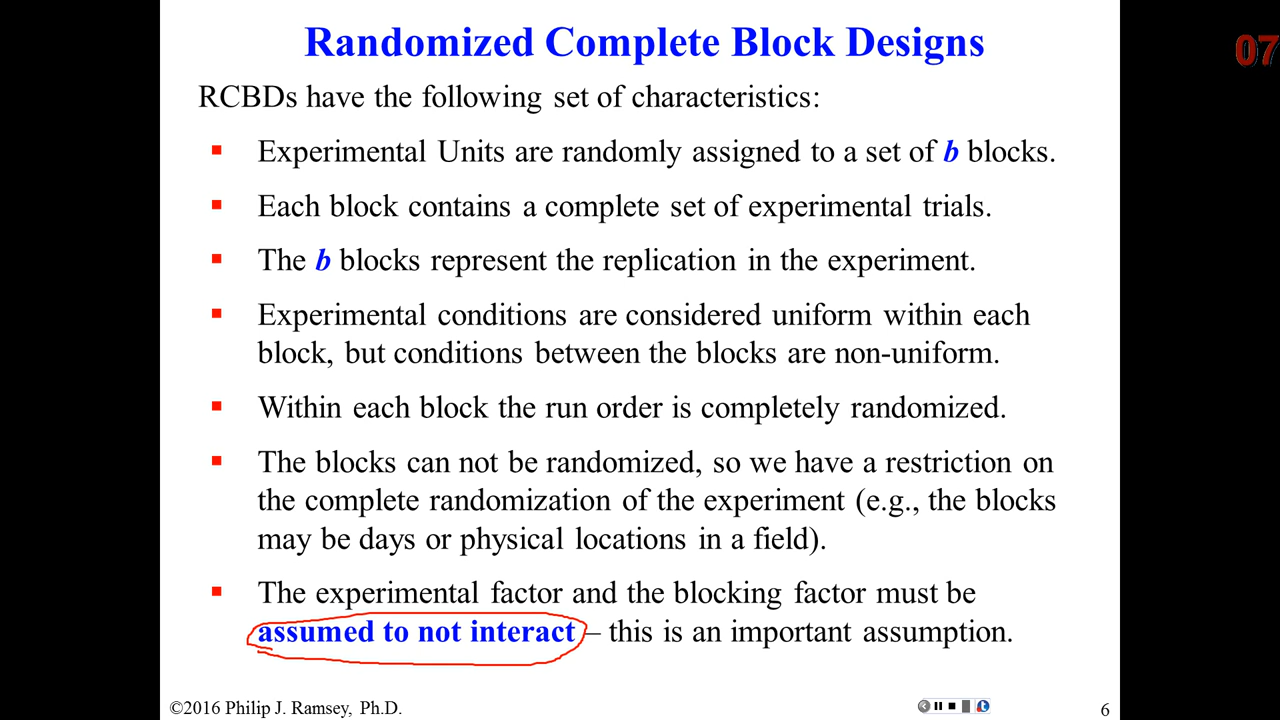 Randomized Complete Block Designs
07
RCBDs have the following set of characteristics:
Experimental Units are randomly assigned to a set of b blocks.
Each block contains a complete set of experimental trials.
The b blocks represent the replication in the experiment.
Experimental conditions are considered uniform within each
block, but conditions between the blocks are non-uniform.
Within each block the run order is completely randomized.
The blocks can not be randomized, so we have a restriction on
the complete randomization of the experiment (e.g., the blocks
may be days or physical locations in a field).
The experimental factor and the blocking factor must be
assumed to not interact – this is an important assumption.
©2016 Philip J. Ramsey, Ph.D.
6